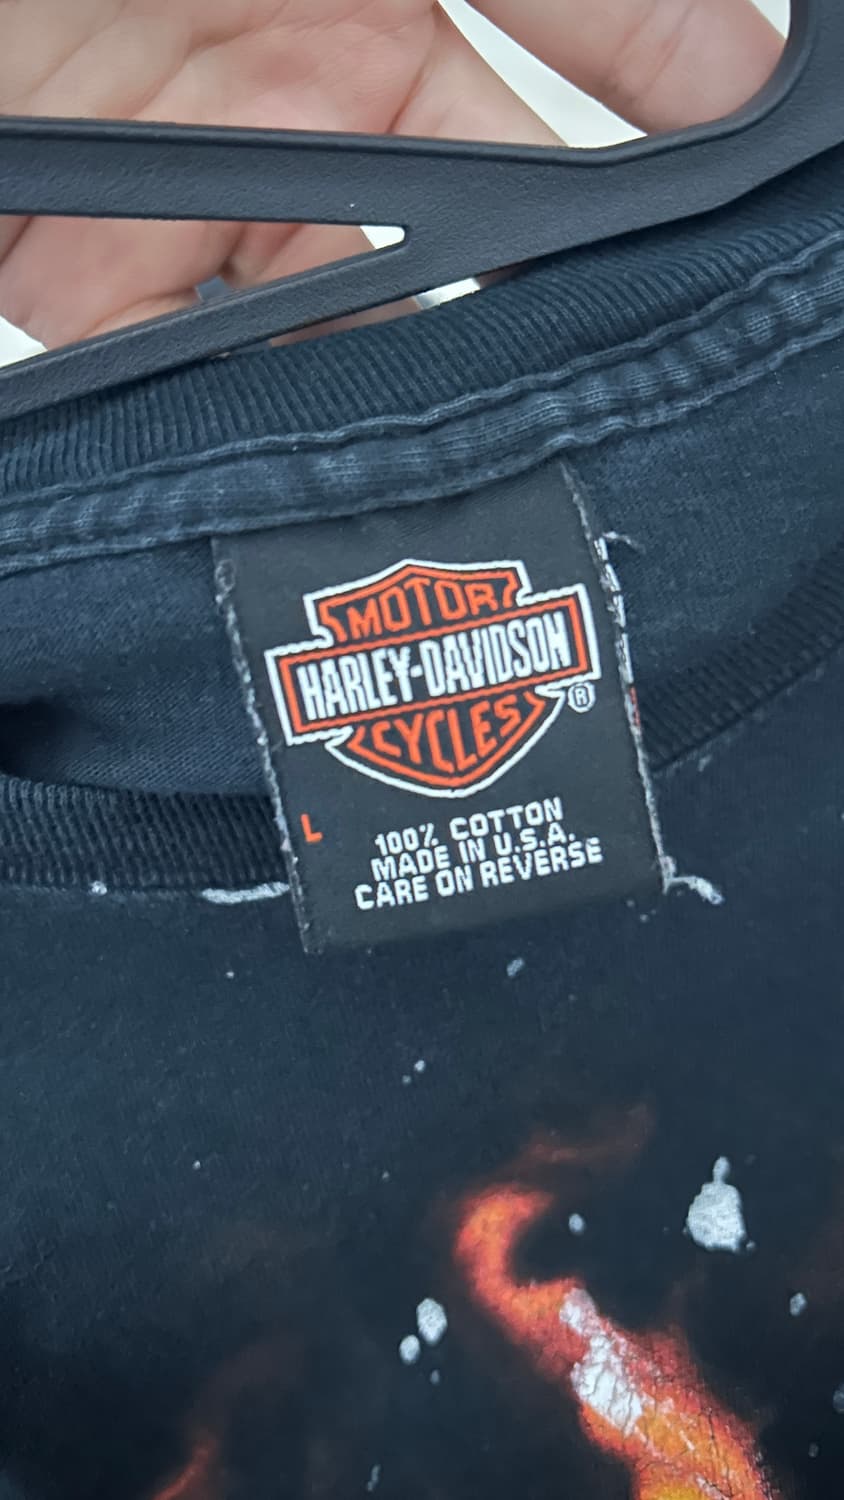 MOTOR
HARLEY-DAVIDSON
®
CYCLES
L
100% COTTON
MADE IN U.S.A.
CARE ON REVERSE